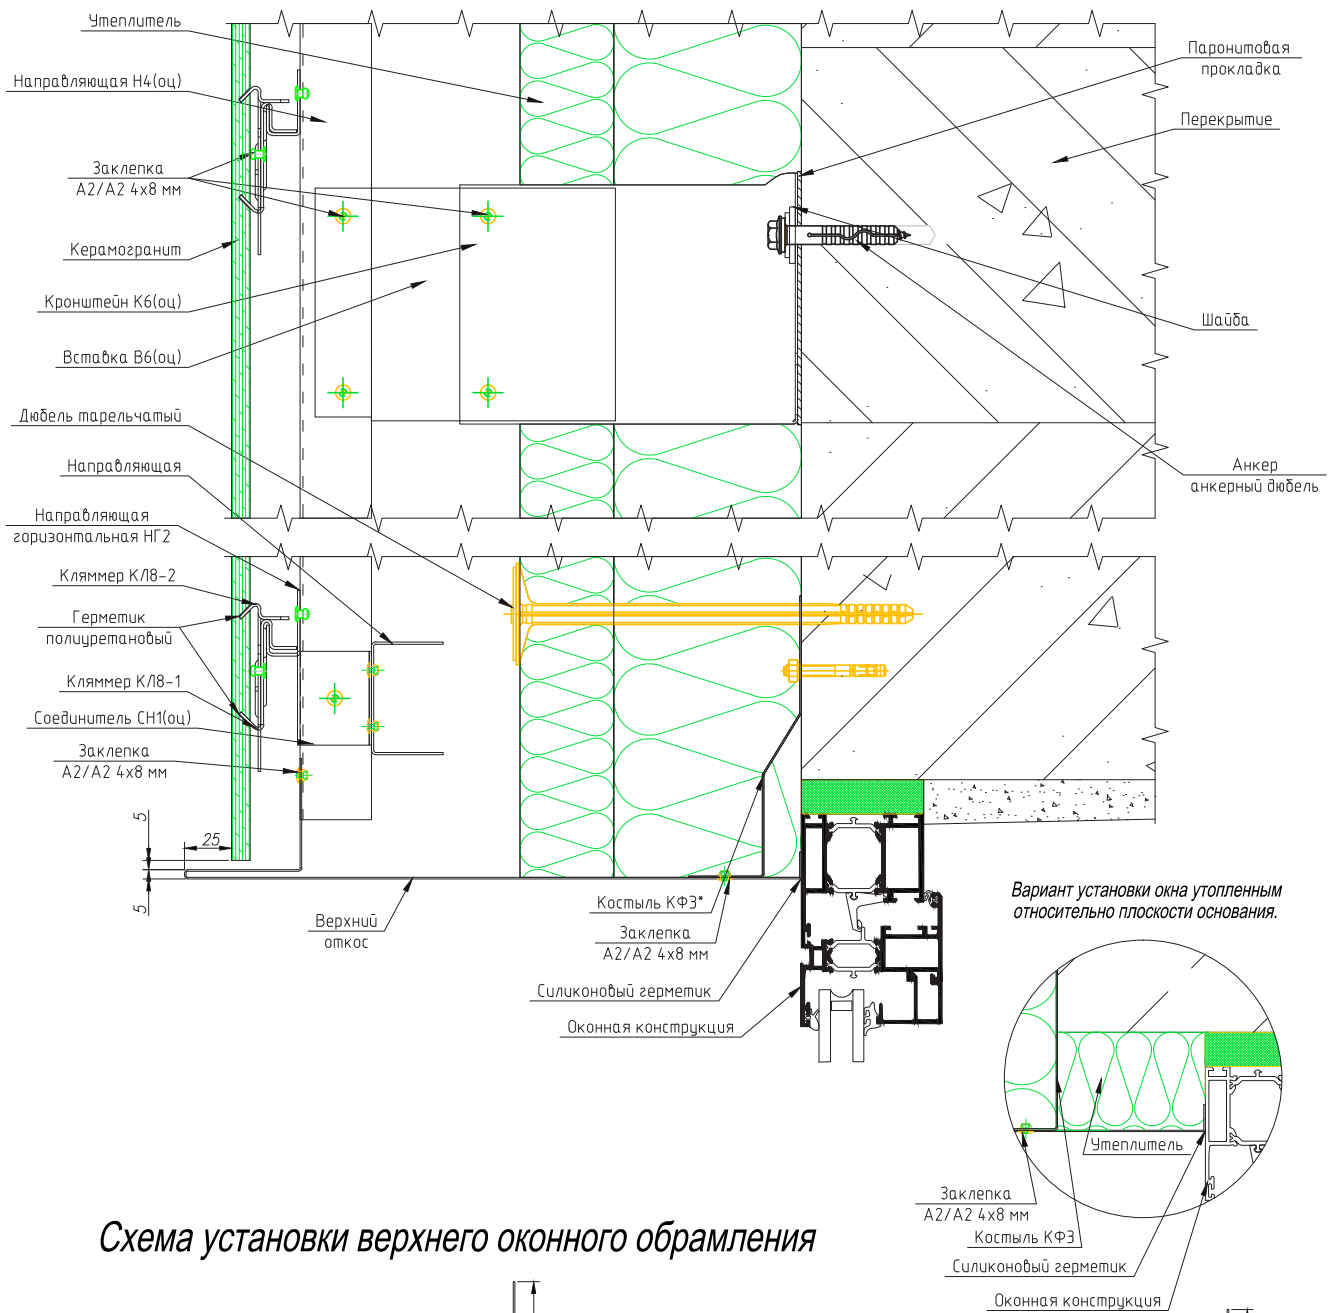 Утеплитель
Направляющая Н4(оц)
Заклепка
А2/А2 4х8 мм
Керамогранит
Кронштейн К6(оц)
Вставка В6(оц)
Дюбель тарельчатый
Направляющая
Направляющая
горизонтальная НГ2
Кляммер КЛ8-2
Герметик
полиуретановый
Кляммер КЛ8-1
Соединитель СН1(оц)
Заклепка
А2/А2 4х8 мм
5
25
5
Верхний
откос
Паронитовая
прокладка
Перекрытие
Шайба
Анкер
анкерный дюбель
Костыль КФ3*
Заклепка
А2/А2 4х8 мм
Силиконовый герметик
Оконная конструкция
Вариант установки окна утопленным
относительно плоскости основания.
Утеплитель
Заклепка
А2/А2 4х8 мм
Костыль КФ3
Силиконовый герметик
Оконная конструкция
Схема установки верхнего оконного обрамления